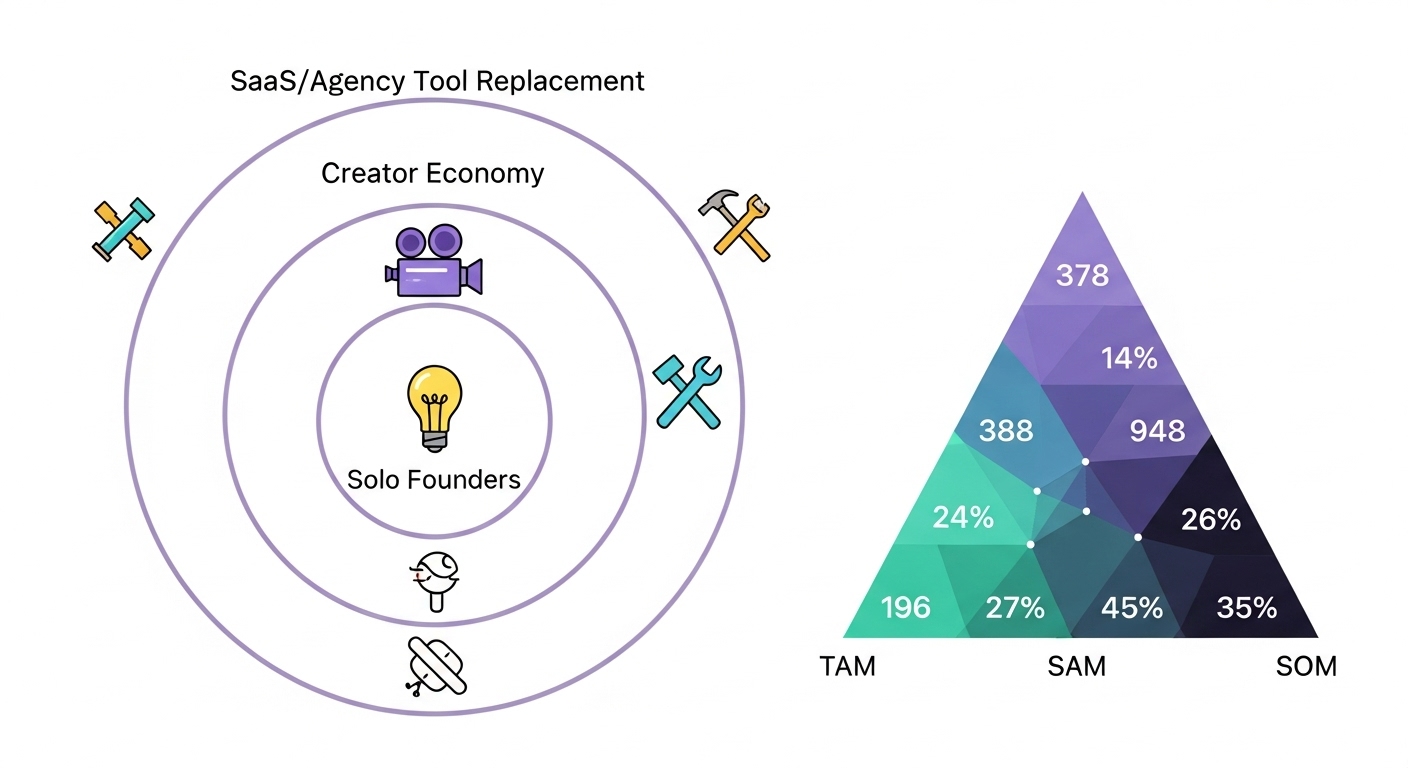 SaaS/Agency Tool Replacement
Creator Economy
Solo Founders
378
14%
388
948
24%
26%
196
27%
45%
35%
TAM
SAM
SOM